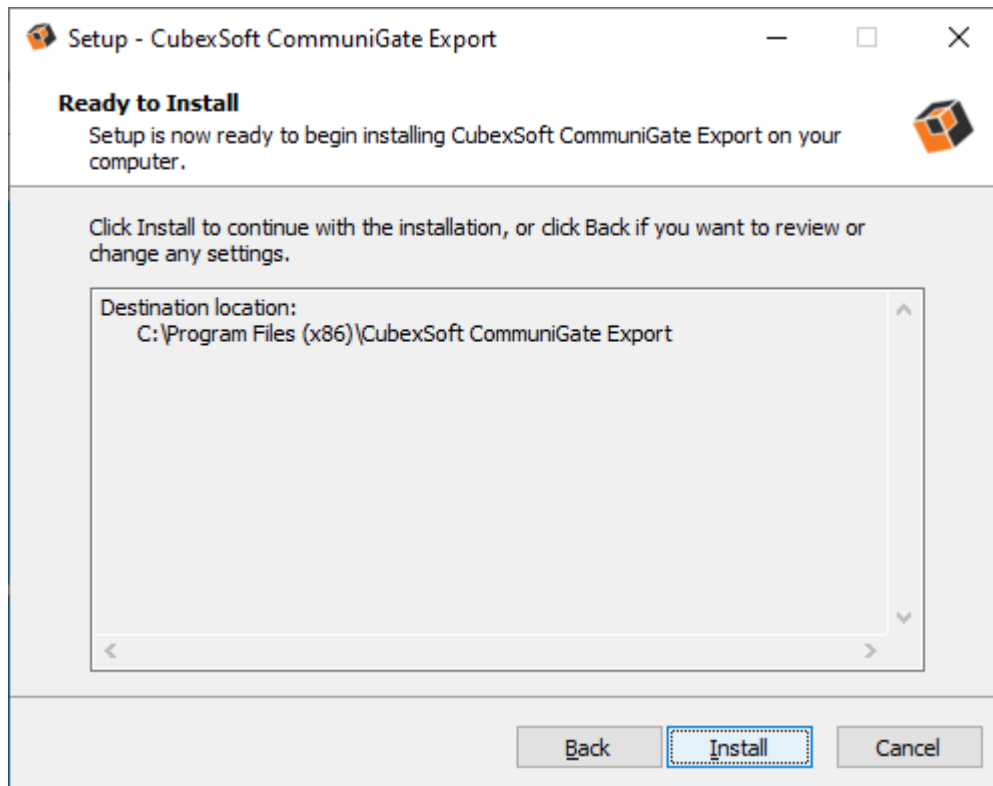 Setup - CubexSoft CommuniGate Export
Ready to Install
Setup is now ready to begin installing CubexSoft CommuniGate Export on your
computer.
Click Install to continue with the installation, or click Back if you want to review or
change any settings.
Destination location:
C:\Program Files (x86)\CubexSoft CommuniGate Export
Back
Install
Cancel